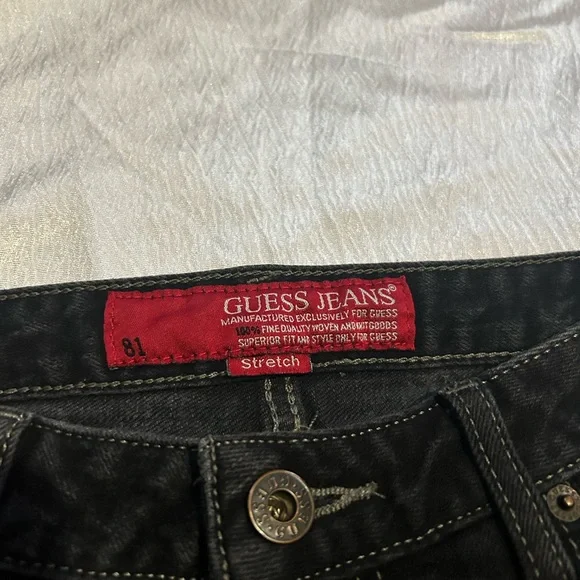 GUESS JEANS®
MANUFACTURED EXCLUSIVELY FOR GUESS
100% FINE QUALITY WOVEN AND KNIT GOODS
SUPERIOR FIT AND STYLE ONLY FOR GUESS
81
Stretch